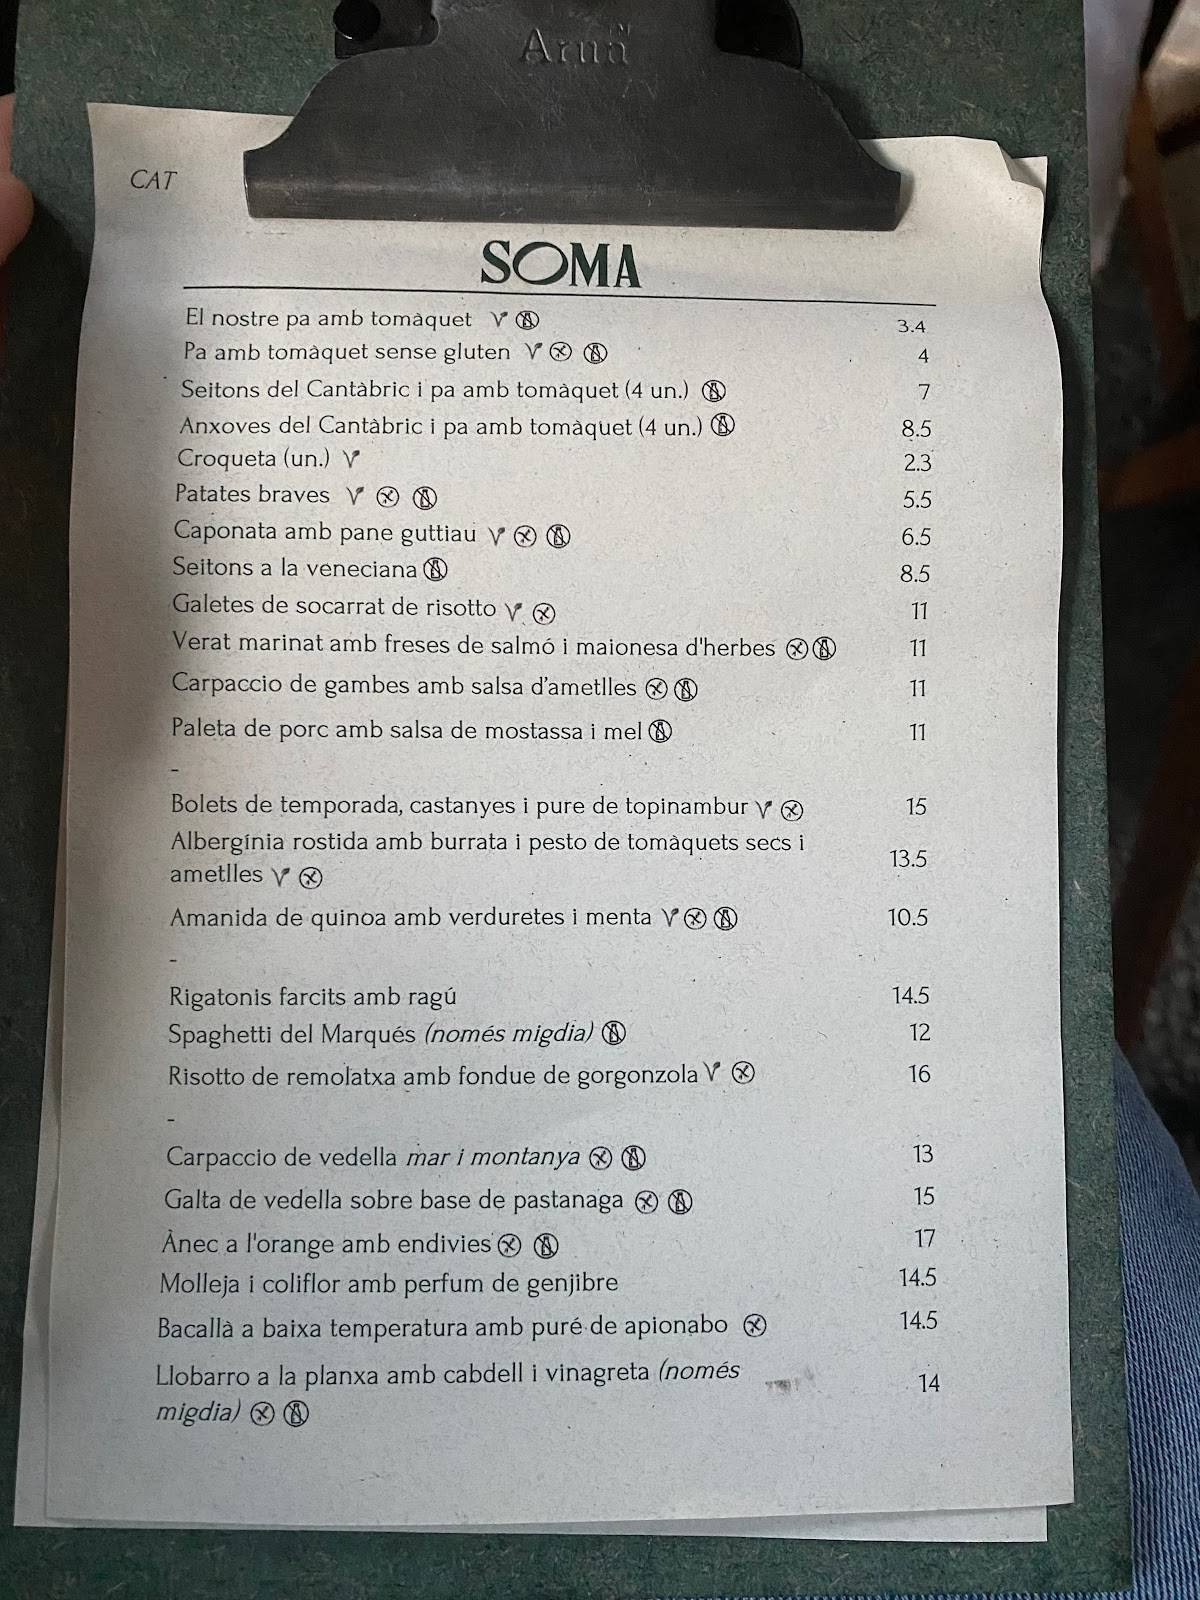 Arna
CAT
SOMA
El nostre pa amb tomàquet 3.4
Pa amb tomàquet sense gluten 4
Seitons del Cantàbric i pa amb tomàquet (4 un.) 7
Anxoves del Cantàbric i pa amb tomàquet (4 un.) 8.5
Croqueta (un.) 2.3
Patates braves 5.5
Caponata amb pane guttiau 6.5
Seitons a la veneciana 8.5
Galetes de socarrat de risotto 11
Verat marinat amb freses de salmó i maionesa d'herbes 11
Carpaccio de gambes amb salsa d'ametlles 11
Paleta de porc amb salsa de mostassa i mel 11
-
Bolets de temporada, castanyes i pure de topinambur 15
Albergínia rostida amb burrata i pesto de tomàquets secs i
ametlles 13.5
Amanida de quinoa amb verduretes i menta 10.5
-
Rigatonis farcits amb ragú 14.5
Spaghetti del Marqués (només migdia) 12
Risotto de remolatxa amb fondue de gorgonzola 16
-
Carpaccio de vedella mar i montanya 13
Galta de vedella sobre base de pastanaga 15
Ànec a l'orange amb endivies 17
Molleja i coliflor amb perfum de genjibre 14.5
Bacallà a baixa temperatura amb puré de apionabo 14.5
Llobarro a la planxa amb cabdell i vinagreta (només 14
migdia)